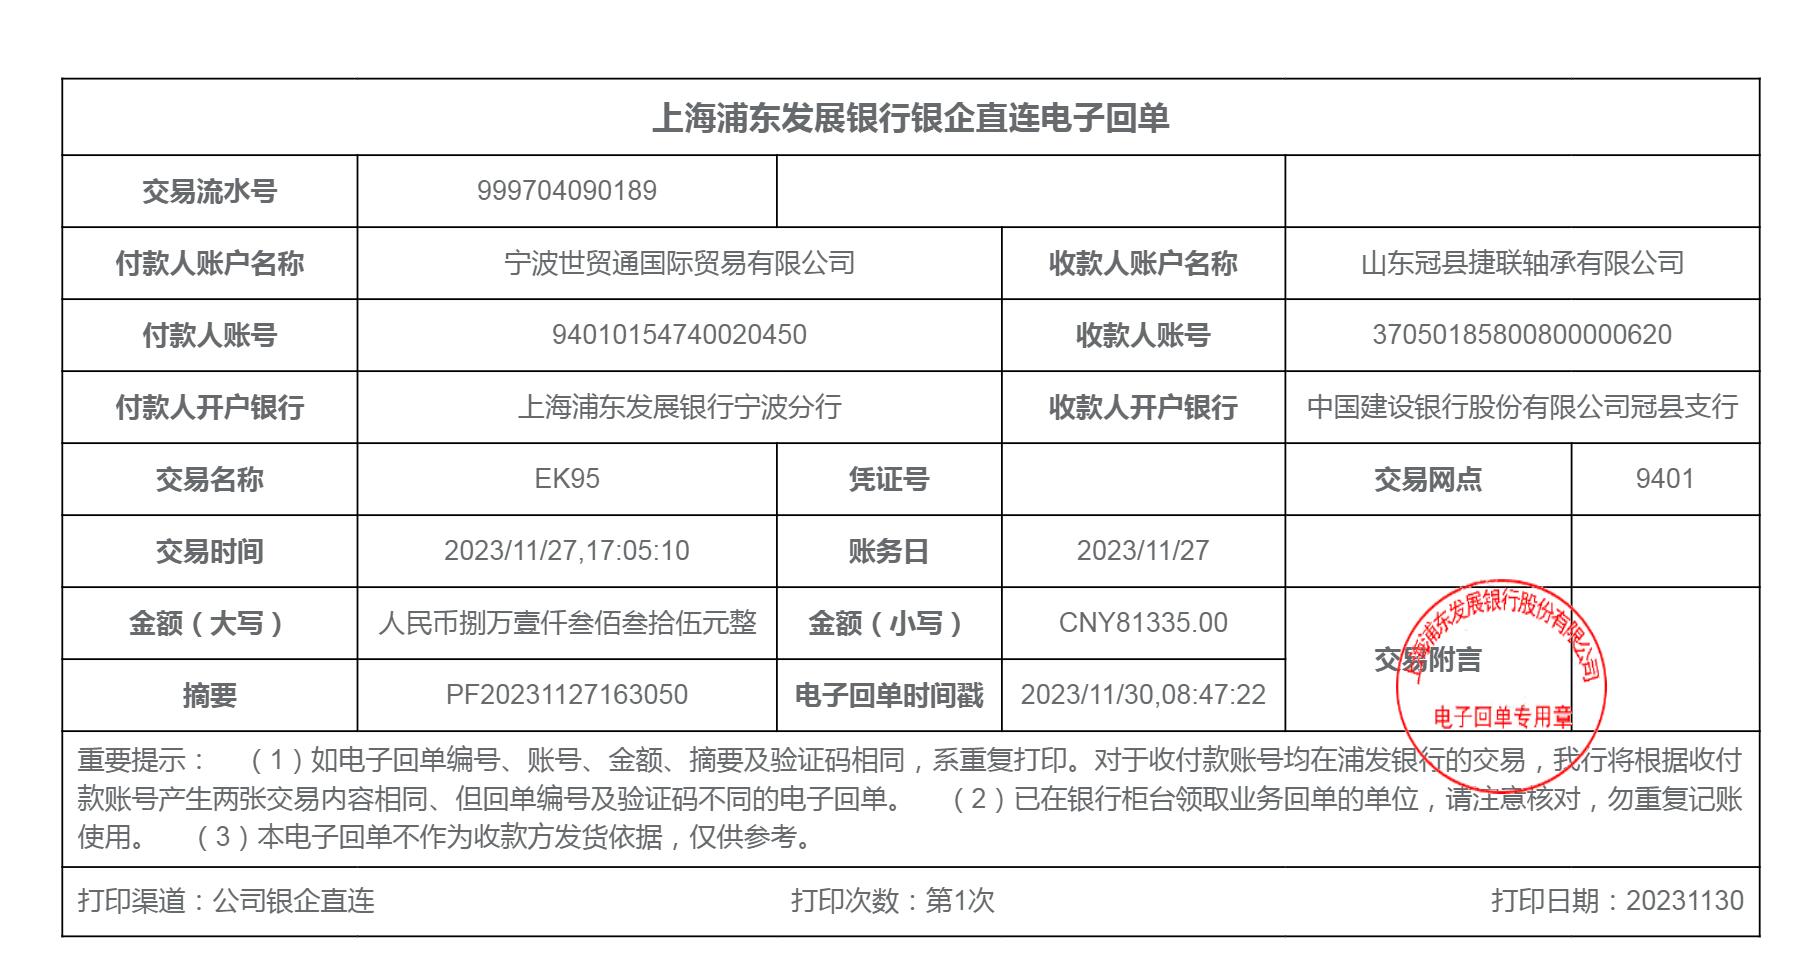 上海浦东发展银行银企直连电子回单
交易流水号 999704090189
付款人账户名称 宁波世贸通国际贸易有限公司 收款人账户名称 山东冠县捷联轴承有限公司
付款人账号 94010154740020450 收款人账号 37050185800800000620
付款人开户银行 上海浦东发展银行宁波分行 收款人开户银行 中国建设银行股份有限公司冠县支行
交易名称 EK95 凭证号 交易网点 9401
交易时间 2023/11/27,17:05:10 账务日 2023/11/27
金额（大写） 人民币捌万壹仟叁佰叁拾伍元整 金额（小写） CNY81335.00
交易附言
摘要 PF20231127163050 电子回单时间戳 2023/11/30,08:47:22
上海浦东发展银行股份有限公司
电子回单专用章
重要提示： （1）如电子回单编号、账号、金额、摘要及验证码相同，系重复打印。对于收付款账号均在浦发银行的交易，我行将根据收付
款账号产生两张交易内容相同、但回单编号及验证码不同的电子回单。 （2）已在银行柜台领取业务回单的单位，请注意核对，勿重复记账
使用。 （3）本电子回单不作为收款方发货依据，仅供参考。
打印渠道：公司银企直连 打印次数：第1次 打印日期：20231130